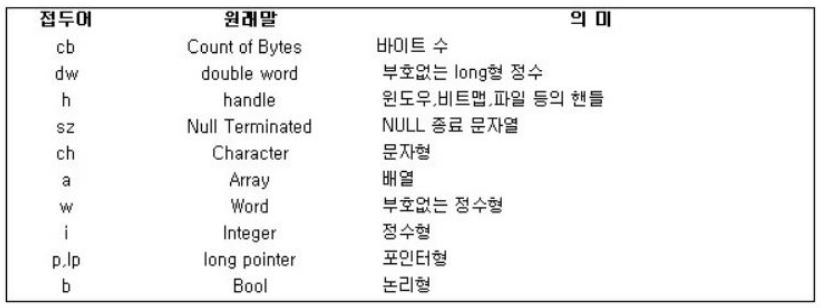 접두어 원래말 의 미
cb Count of Bytes 바이트 수
dw double word 부호없는 long형 정수
h handle 윈도우,비트맵,파일 등의 핸들
sz Null Terminated NULL 종료 문자열
ch Character 문자형
a Array 배열
w Word 부호없는 정수형
i Integer 정수형
p,lp long pointer 포인터형
b Bool 논리형